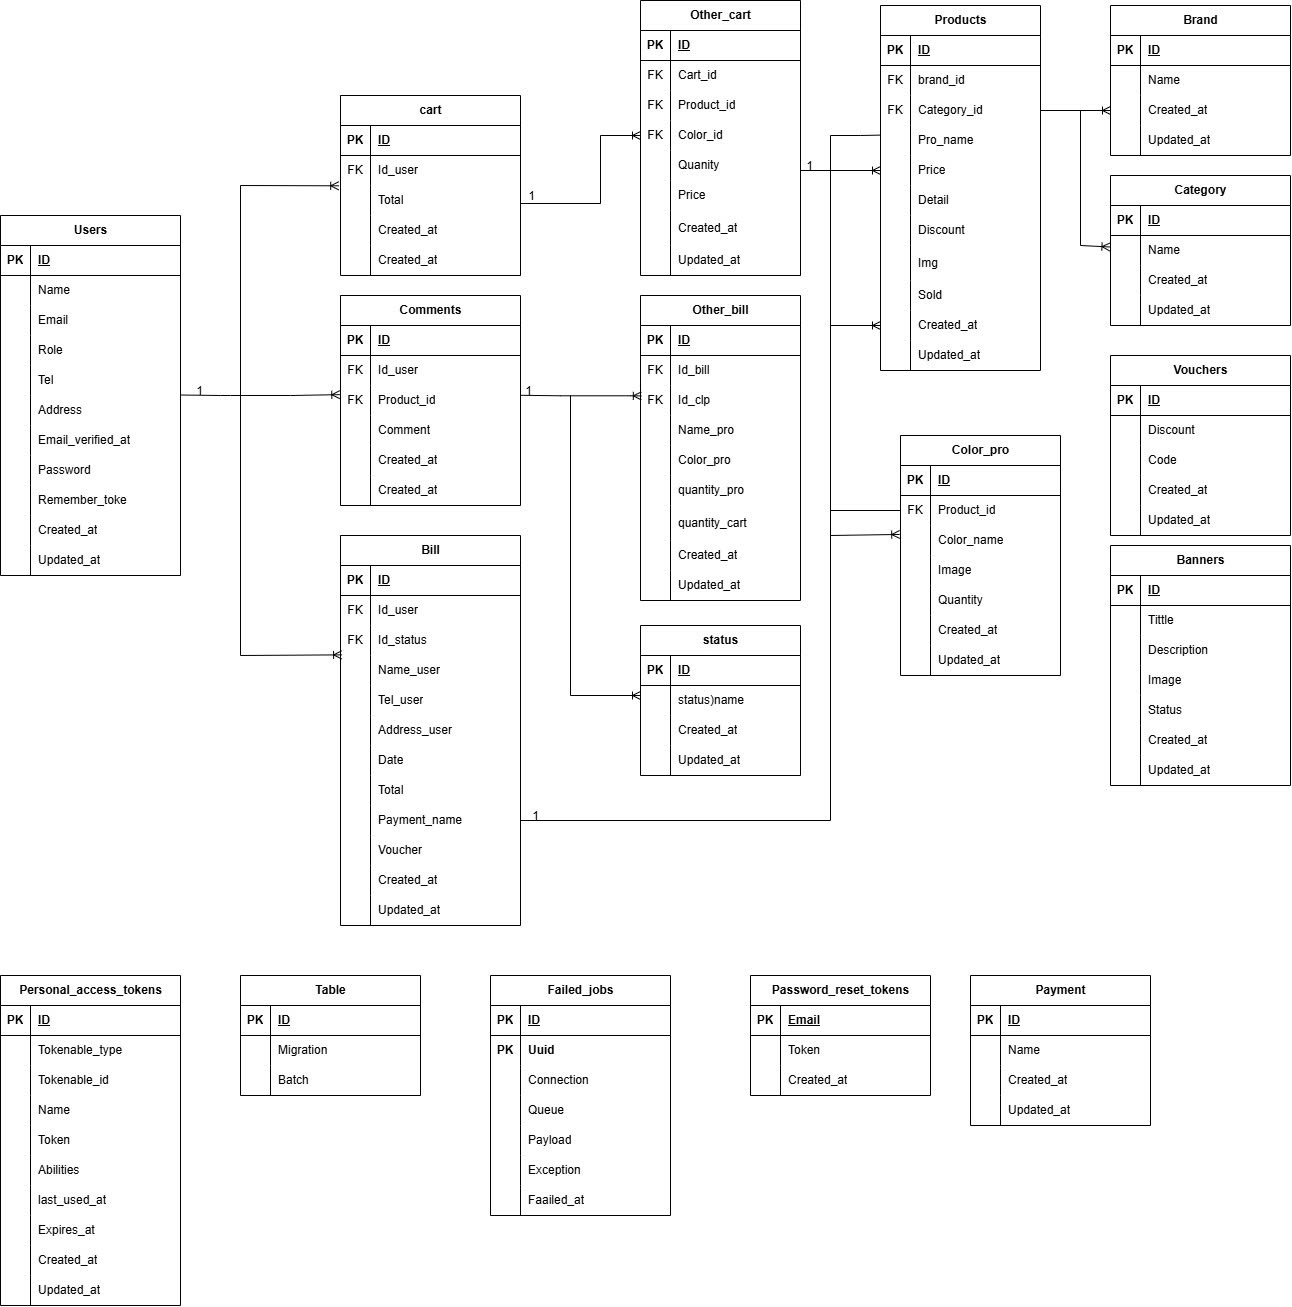 Users
PK ID
Name
Email
Role
Tel
Address
Email_verified_at
Password
Remember_toke
Created_at
Updated_at
1
cart
PK ID
FK Id_user
Total
Created_at
Created_at
1
Comments
PK ID
FK Id_user
FK Product_id
Comment
Created_at
Created_at
1
Bill
PK ID
FK Id_user
FK Id_status
Name_user
Tel_user
Address_user
Date
Total
Payment_name
Voucher
Created_at
Updated_at
1
Other_cart
PK ID
FK Cart_id
FK Product_id
FK Color_id
Quanity
Price
Created_at
Updated_at
1
Other_bill
PK ID
FK Id_bill
FK Id_clp
Name_pro
Color_pro
quantity_pro
quantity_cart
Created_at
Updated_at
status
PK ID
status)name
Created_at
Updated_at
Products
PK ID
FK brand_id
FK Category_id
Pro_name
Price
Detail
Discount
Img
Sold
Created_at
Updated_at
Color_pro
PK ID
FK Product_id
Color_name
Image
Quantity
Created_at
Updated_at
Brand
PK ID
Name
Created_at
Updated_at
Category
PK ID
Name
Created_at
Updated_at
Vouchers
PK ID
Discount
Code
Created_at
Updated_at
Banners
PK ID
Tittle
Description
Image
Status
Created_at
Updated_at
Personal_access_tokens
PK ID
Tokenable_type
Tokenable_id
Name
Token
Abilities
last_used_at
Expires_at
Created_at
Updated_at
Table
PK ID
Migration
Batch
Failed_jobs
PK ID
PK Uuid
Connection
Queue
Payload
Exception
Faailed_at
Password_reset_tokens
PK Email
Token
Created_at
Payment
PK ID
Name
Created_at
Updated_at